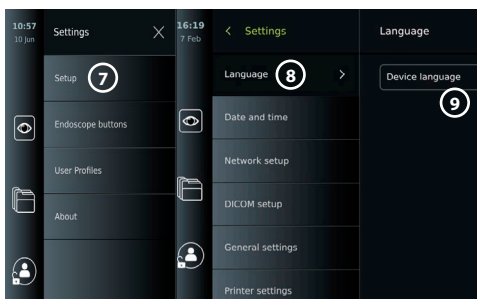 10:57
10 Jun
Settings
Setup
7
Endoscope buttons
User Profiles
About
16:19
7 Feb
Settings
Language
8
Date and time
Network setup
DICOM setup
General settings
Printer settings
Language
Device language
9